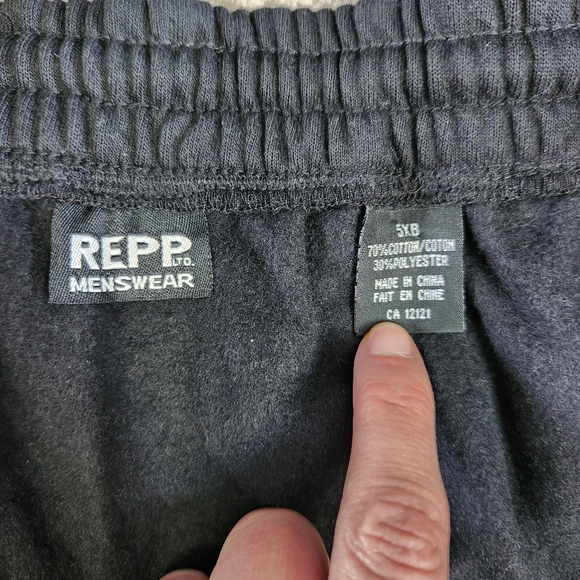 REPP
LTD.
MENSWEAR
5XB
70%COTTON/COTON
30%POLYESTER
MADE IN CHINA
FAIT EN CHINE
CA 12121